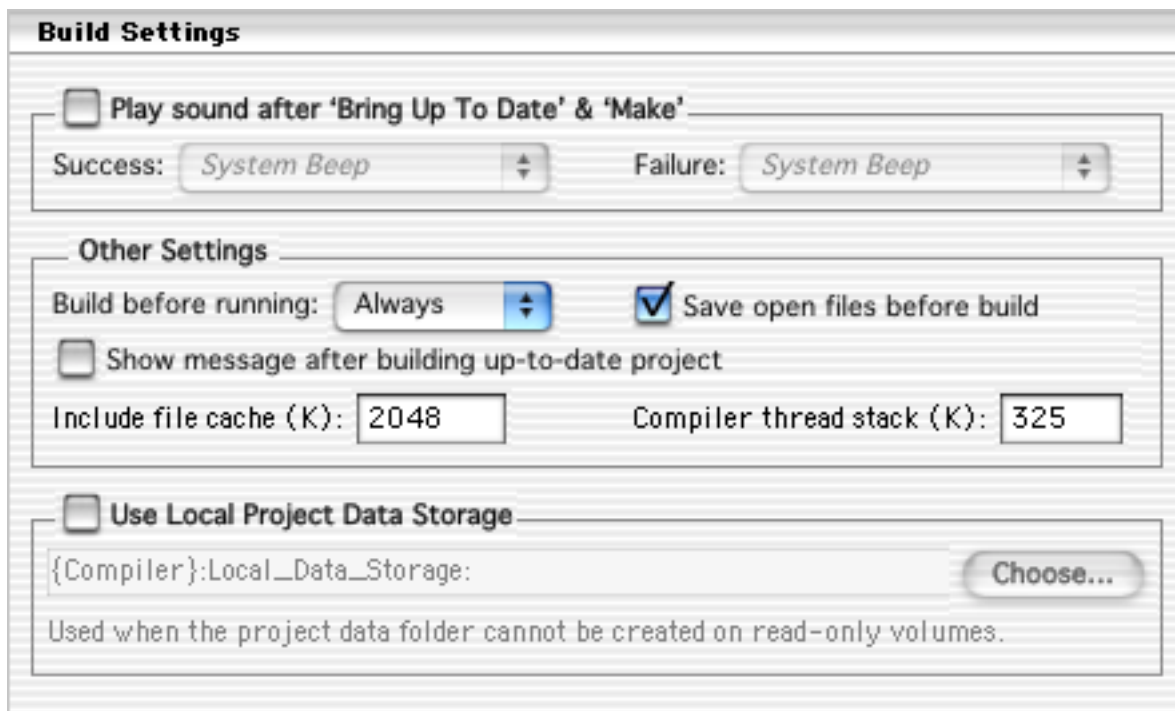 Build Settings
Play sound after ‘Bring Up To Date’ & ‘Make’
Success: System Beep Failure: System Beep
Other Settings
Build before running: Always Save open files before build
Show message after building up-to-date project
Include file cache (K): 2048 Compiler thread stack (K): 325
Use Local Project Data Storage
{Compiler}:Local_Data_Storage: Choose...
Used when the project data folder cannot be created on read-only volumes.